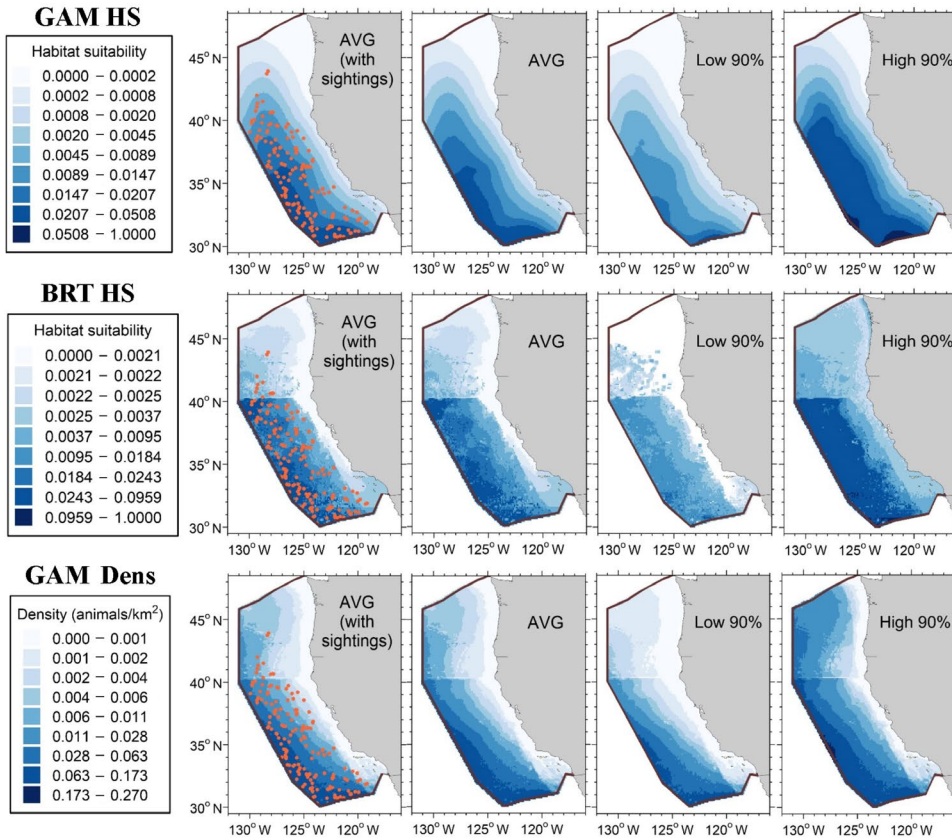 GAM HS
Habitat suitability
0.0000 – 0.0002
0.0002 – 0.0008
0.0008 – 0.0020
0.0020 – 0.0045
0.0045 – 0.0089
0.0089 – 0.0147
0.0147 – 0.0207
0.0207 – 0.0508
0.0508 – 1.0000
45° N
40° N
35° N
30° N
AVG
(with
sightings)
AVG
Low 90%
High 90%
130° W 125° W 120° W
130° W 125° W 120° W
130° W 125° W 120° W
130° W 125° W 120° W
BRT HS
Habitat suitability
0.0000 – 0.0021
0.0021 – 0.0022
0.0022 – 0.0025
0.0025 – 0.0037
0.0037 – 0.0095
0.0095 – 0.0184
0.0184 – 0.0243
0.0243 – 0.0959
0.0959 – 1.0000
45° N
40° N
35° N
30° N
AVG
(with
sightings)
AVG
Low 90%
High 90%
130° W 125° W 120° W
130° W 125° W 120° W
130° W 125° W 120° W
130° W 125° W 120° W
GAM Dens
Density (animals/km²)
0.000 – 0.001
0.001 – 0.002
0.002 – 0.004
0.004 – 0.006
0.006 – 0.011
0.011 – 0.028
0.028 – 0.063
0.063 – 0.173
0.173 – 0.270
45° N
40° N
35° N
30° N
AVG
(with
sightings)
AVG
Low 90%
High 90%
130° W 125° W 120° W
130° W 125° W 120° W
130° W 125° W 120° W
130° W 125° W 120° W